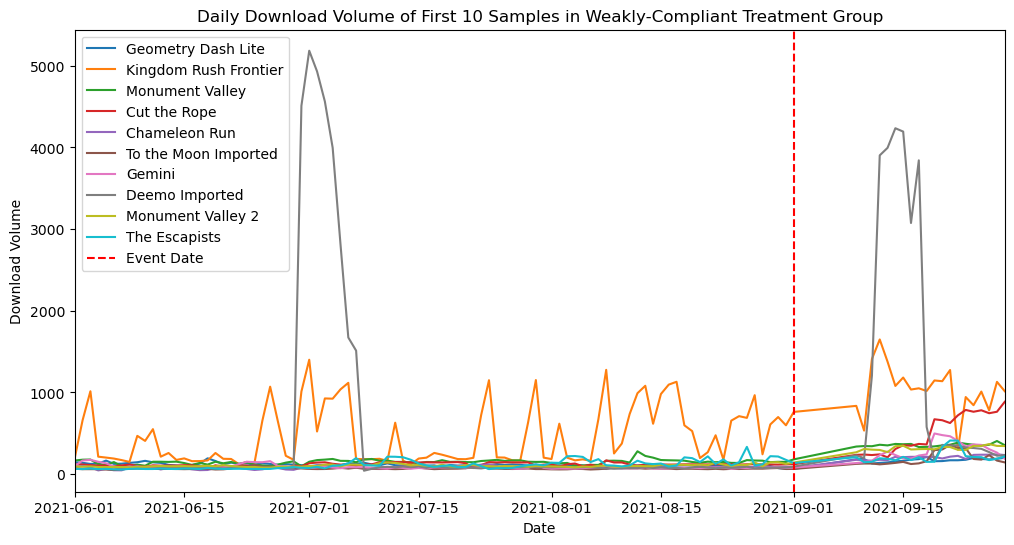 Daily Download Volume of First 10 Samples in Weakly-Compliant Treatment Group
Geometry Dash Lite
Kingdom Rush Frontier
Monument Valley
Cut the Rope
Chameleon Run
To the Moon Imported
Gemini
Deemo Imported
Monument Valley 2
The Escapists
Event Date
Download Volume
5000
4000
3000
2000
1000
0
2021-06-01
2021-06-15
2021-07-01
2021-07-15
2021-08-01
2021-08-15
2021-09-01
2021-09-15
Date